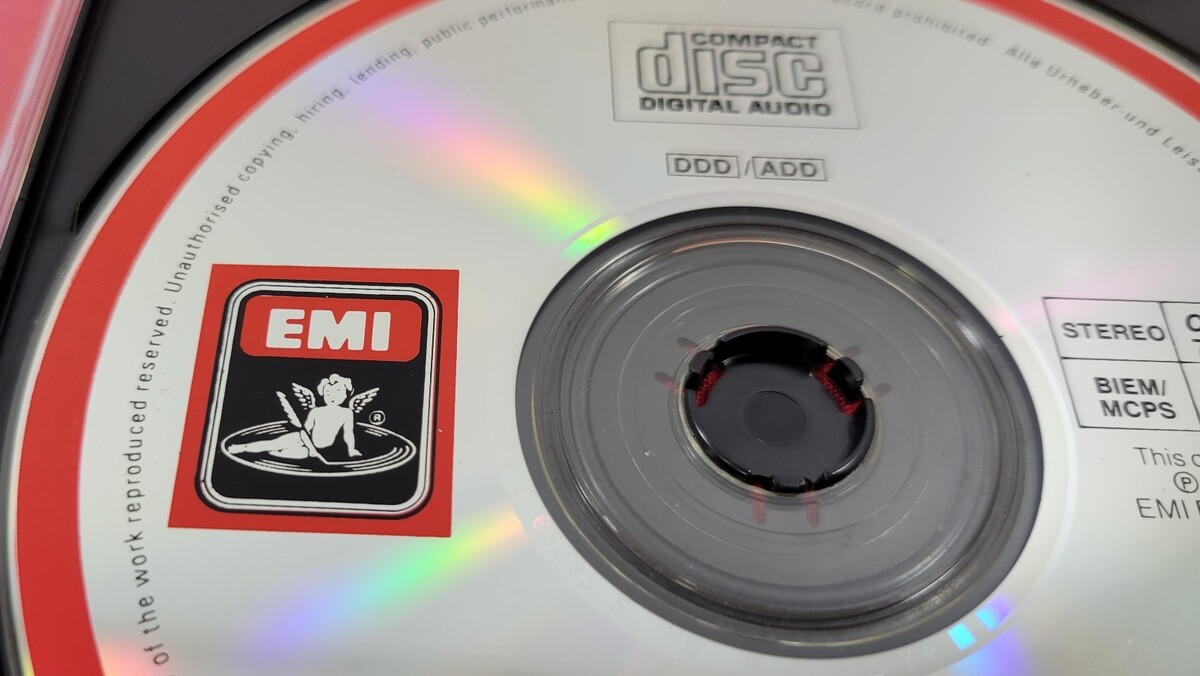 of the work reproduced reserved. Unauthorised copying, hiring, lending, public performa
record prohibited. Alle Urheber-und Leis
COMPACT
disc
DIGITAL AUDIO
DDD/ADD
EMI
®
STEREO
BIEM/
MCPS
This
℗
EMI